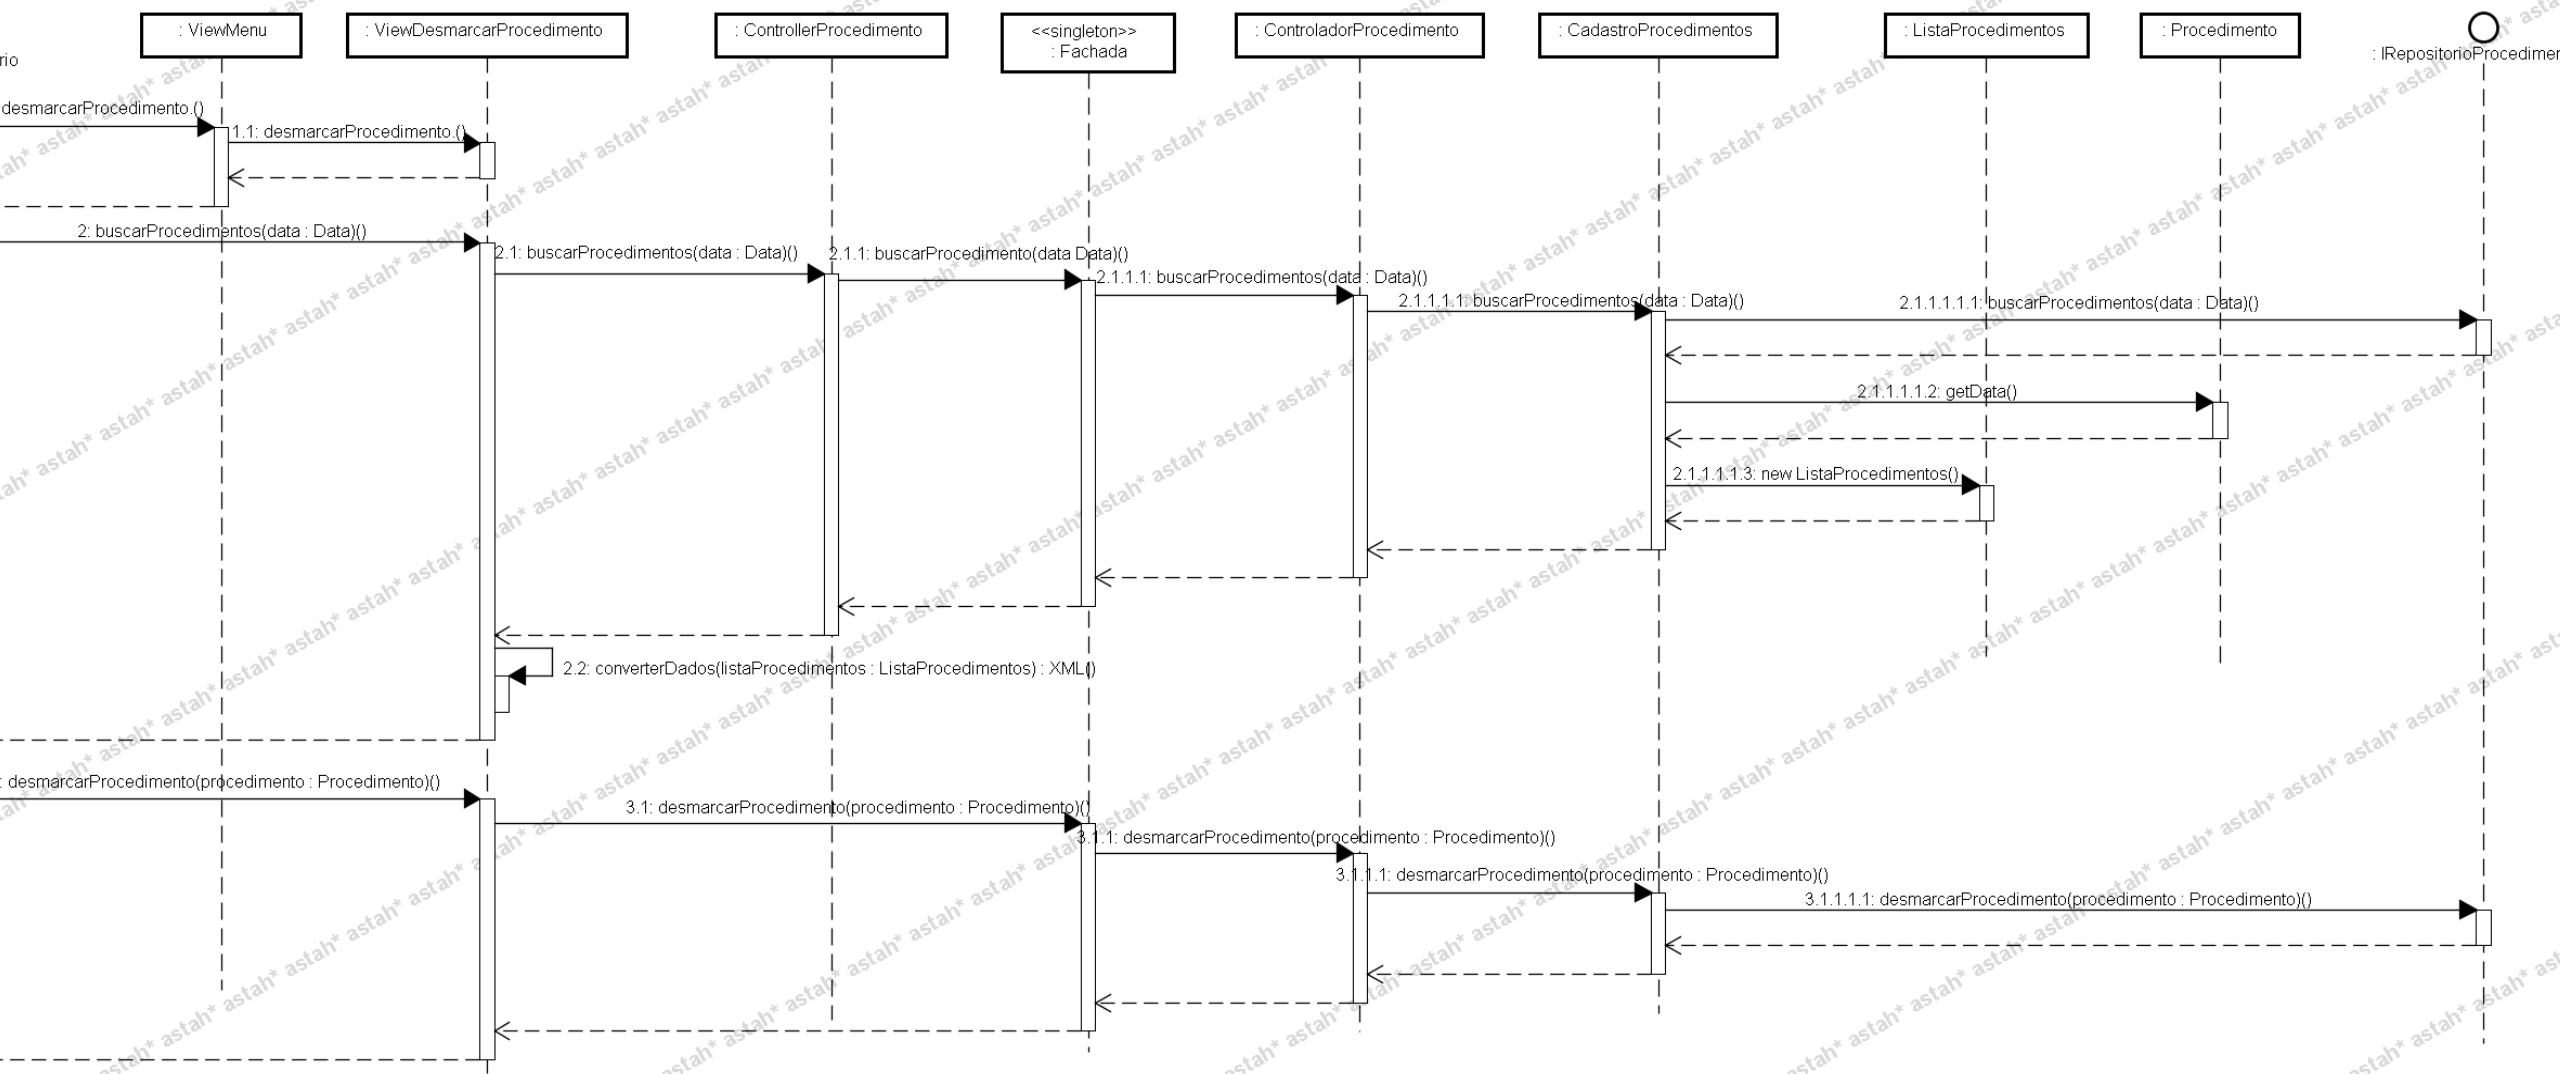 : ViewMenu
: ViewDesmarcarProcedimento
: ControllerProcedimento
<<singleton>>
: Fachada
: ControladorProcedimento
: CadastroProcedimentos
: ListaProcedimentos
: Procedimento
: IRepositorioProcedimen
rio
desmarcarProcedimento.()
1.1: desmarcarProcedimento.()
2: buscarProcedimentos(data : Data)()
2.1: buscarProcedimentos(data : Data)()
2.1.1: buscarProcedimento(data Data)()
2.1.1.1: buscarProcedimentos(data : Data)()
2.1.1.1.1: buscarProcedimentos(data : Data)()
2.1.1.1.1.1: buscarProcedimentos(data : Data)()
2.1.1.1.1.2: getData()
2.1.1.1.1.3: new ListaProcedimentos()
2.2: converterDados(listaProcedimentos : ListaProcedimentos) : XML()
: desmarcarProcedimento(procedimento : Procedimento)()
3.1: desmarcarProcedimento(procedimento : Procedimento)()
3.1.1: desmarcarProcedimento(procedimento : Procedimento)()
3.1.1.1: desmarcarProcedimento(procedimento : Procedimento)()
3.1.1.1.1: desmarcarProcedimento(procedimento : Procedimento)()